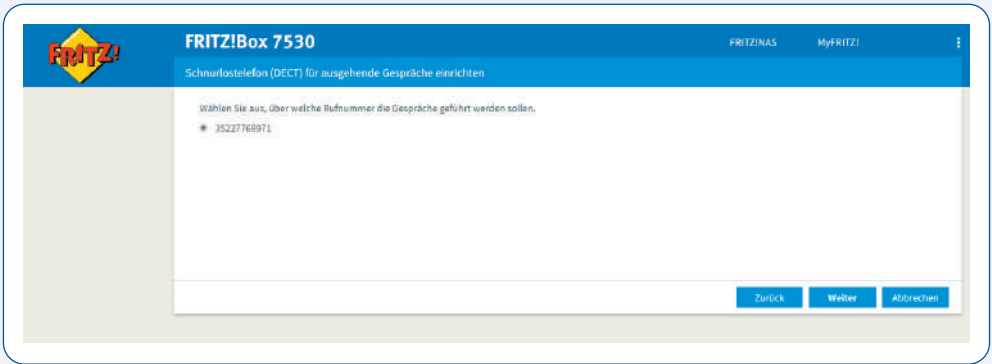 FRITZ!
FRITZ!Box 7530
FRITZ!NAS MyFRITZ!
Schnurlostelefon (DECT) für ausgehende Gespräche einrichten
Wählen Sie aus, über welche Rufnummer die Gespräche geführt werden sollen.
35227768971
Zurück Weiter Abbrechen